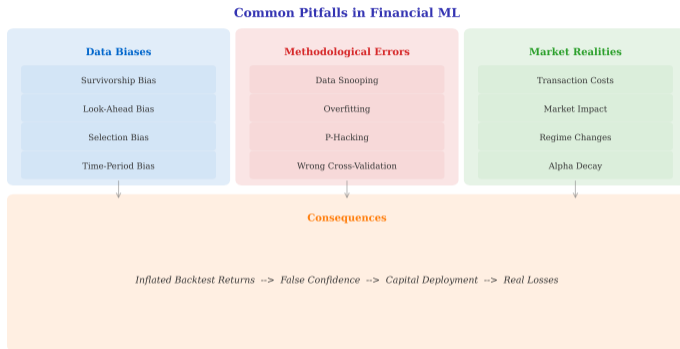 Common Pitfalls in Financial ML
Data Biases
Survivorship Bias
Look-Ahead Bias
Selection Bias
Time-Period Bias
Methodological Errors
Data Snooping
Overfitting
P-Hacking
Wrong Cross-Validation
Market Realities
Transaction Costs
Market Impact
Regime Changes
Alpha Decay
Consequences
Inflated Backtest Returns --> False Confidence --> Capital Deployment --> Real Losses